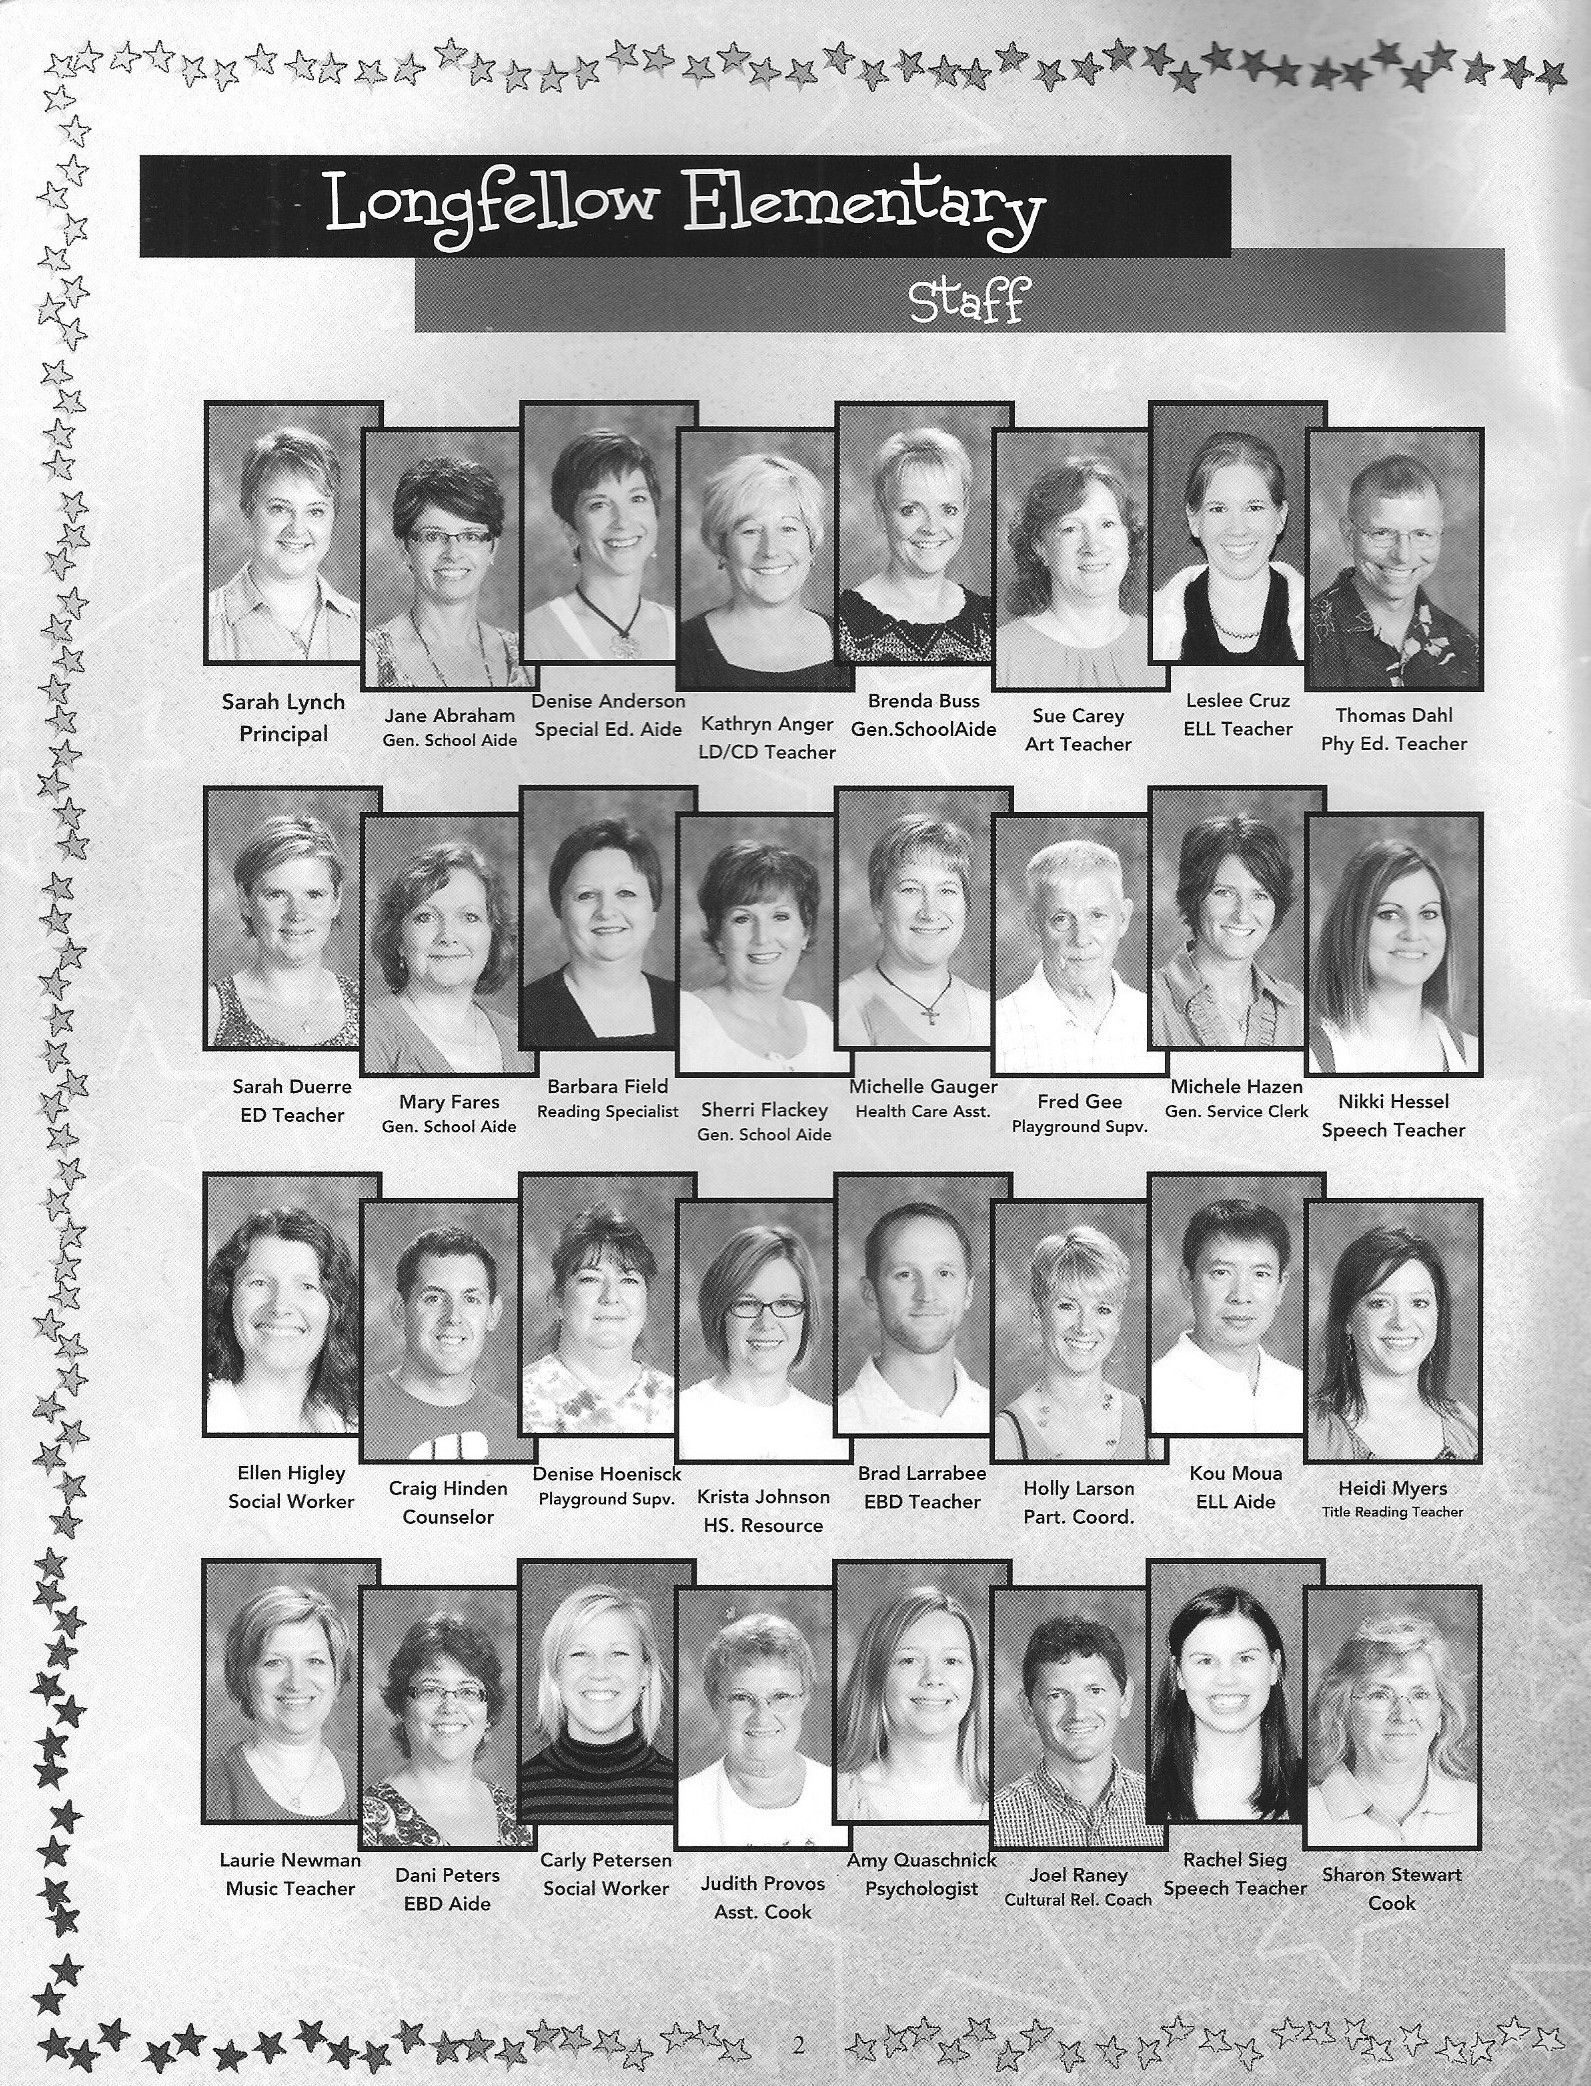 Longfellow Elementary
Staff
Sarah Lynch
Principal
Jane Abraham
Gen. School Aide
Denise Anderson
Special Ed. Aide
Kathryn Anger
LD/CD Teacher
Brenda Buss
Gen.SchoolAide
Sue Carey
Art Teacher
Leslee Cruz
ELL Teacher
Thomas Dahl
Phy Ed. Teacher
Sarah Duerre
ED Teacher
Mary Fares
Gen. School Aide
Barbara Field
Reading Specialist
Sherri Flackey
Gen. School Aide
Michelle Gauger
Health Care Asst.
Fred Gee
Playground Supv.
Michele Hazen
Gen. Service Clerk
Nikki Hessel
Speech Teacher
Ellen Higley
Social Worker
Craig Hinden
Counselor
Denise Hoenisck
Playground Supv.
Krista Johnson
HS. Resource
Brad Larrabee
EBD Teacher
Holly Larson
Part. Coord.
Kou Moua
ELL Aide
Heidi Myers
Title Reading Teacher
Laurie Newman
Music Teacher
Dani Peters
EBD Aide
Carly Petersen
Social Worker
Judith Provos
Asst. Cook
Amy Quaschnick
Psychologist
Joel Raney
Cultural Rel. Coach
Rachel Sieg
Speech Teacher
Sharon Stewart
Cook
2